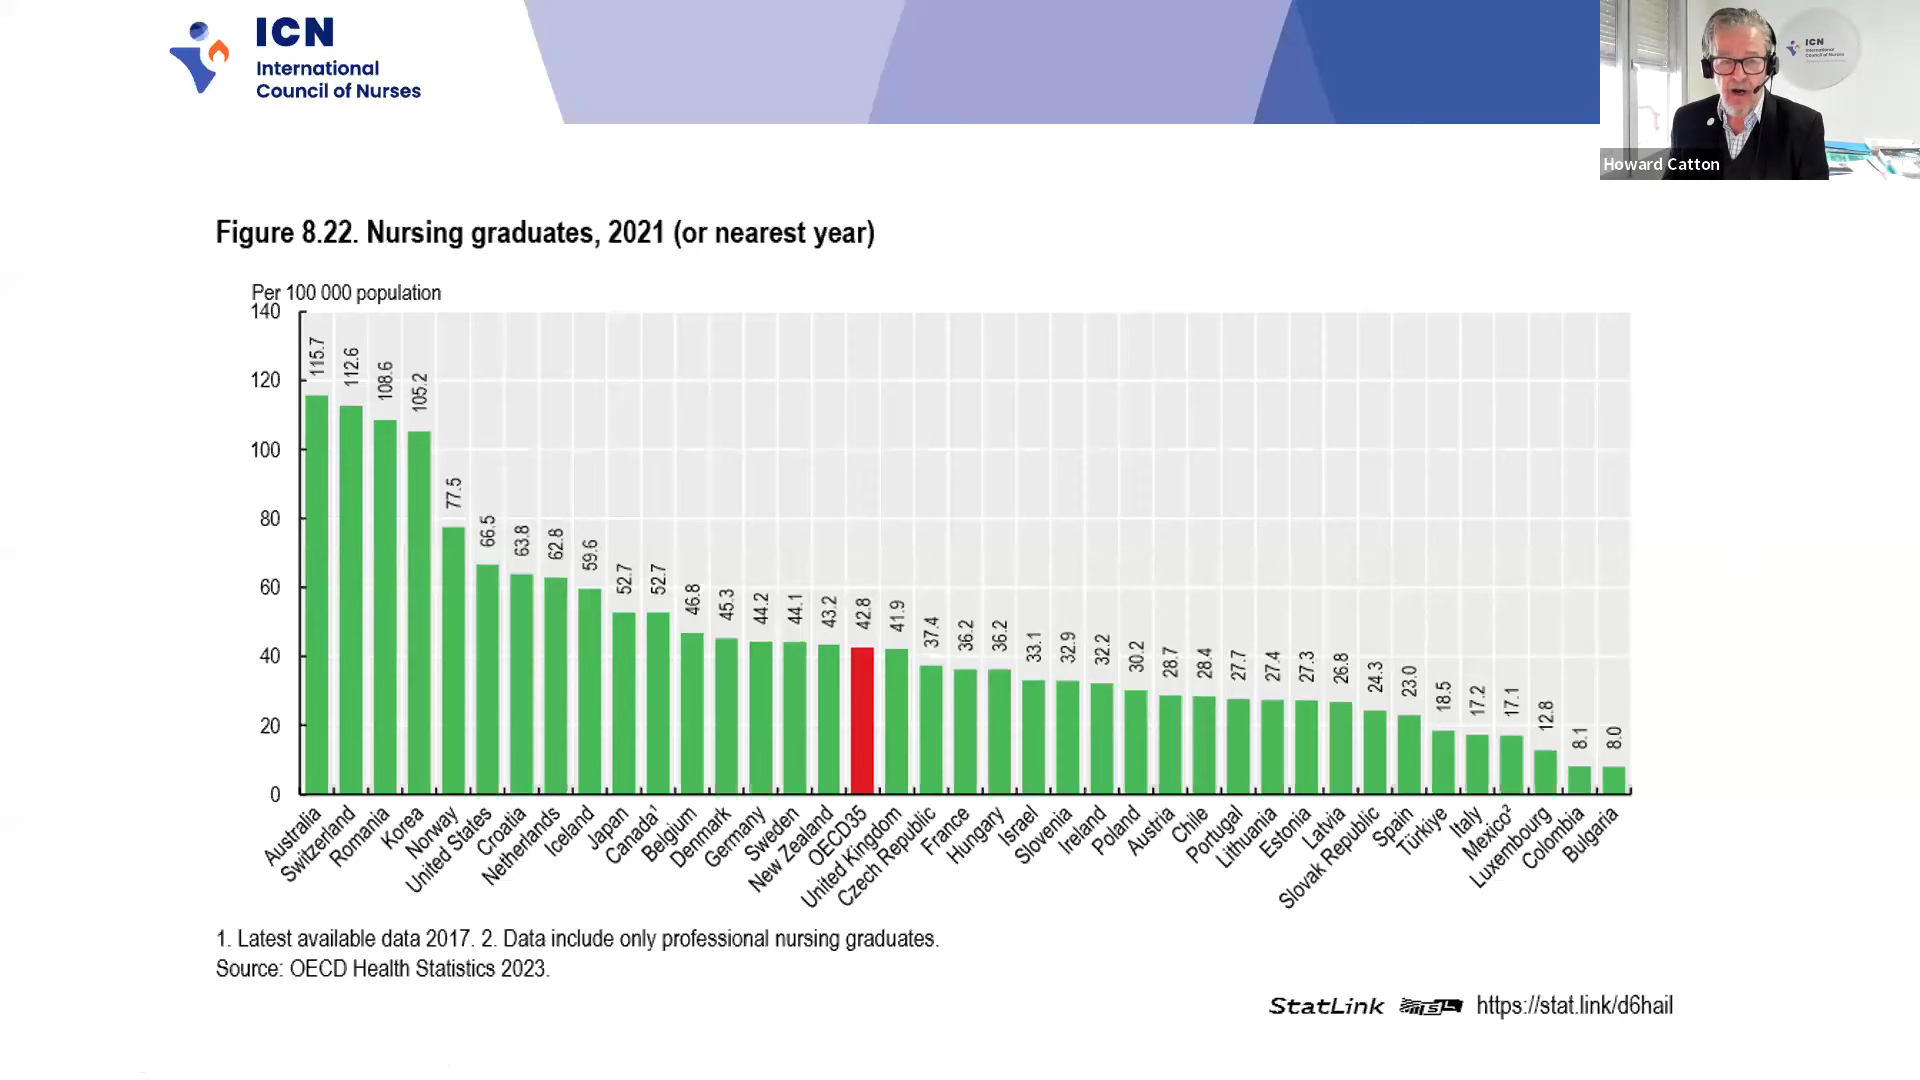 ICN
International
Council of Nurses
ICN
International
Council of Nurses
Howard Catton
Figure 8.22. Nursing graduates, 2021 (or nearest year)
Per 100 000 population
140
120
100
80
60
40
20
0
115.7
112.6
108.6
105.2
77.5
66.5
63.8
62.8
59.6
52.7
52.7
46.8
45.3
44.2
44.1
43.2
42.8
41.9
37.4
36.2
36.2
33.1
32.9
32.2
30.2
28.7
28.4
27.7
27.4
27.3
26.8
24.3
23.0
18.5
17.2
17.1
12.8
8.1
8.0
Australia
Switzerland
Romania
Korea
Norway
United States
Croatia
Netherlands
Iceland
Japan
Canada¹
Belgium
Denmark
Germany
Sweden
New Zealand
OECD35
United Kingdom
Czech Republic
France
Hungary
Israel
Slovenia
Ireland
Poland
Austria
Chile
Portugal
Lithuania
Estonia
Latvia
Slovak Republic
Spain
Türkiye
Italy
Mexico²
Luxembourg
Colombia
Bulgaria
1. Latest available data 2017. 2. Data include only professional nursing graduates.
Source: OECD Health Statistics 2023.
StatLink https://stat.link/d6hail